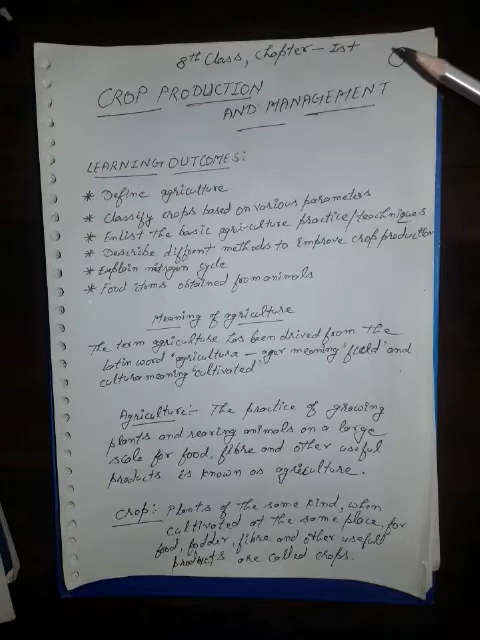 8th Class, Chapter - Ist
CROP PRODUCTION
AND MANAGEMENT
LEARNING OUTCOMES:
* Define agriculture
* Classify crops based on various parameters
* Enlist the basic agriculture practice/teachniques
* Describe diffrent methods to improve crop production
* Explain nitrogen cycle
* Food items obtained from animals
Meaning of agriculture
The term agriculture has been drived from the
latin word "agricultura - ager meaning "field" and
cultura meaning "cultivated"
Agriculture:- The practice of growing
plants and rearing animals on a large
scale for food, fibre and other useful
products is known as agriculture.
Crop:- Plants of the same kind, when
cultivated at the same place, for
food, fodder, fibre and other usefull
products are called crops.